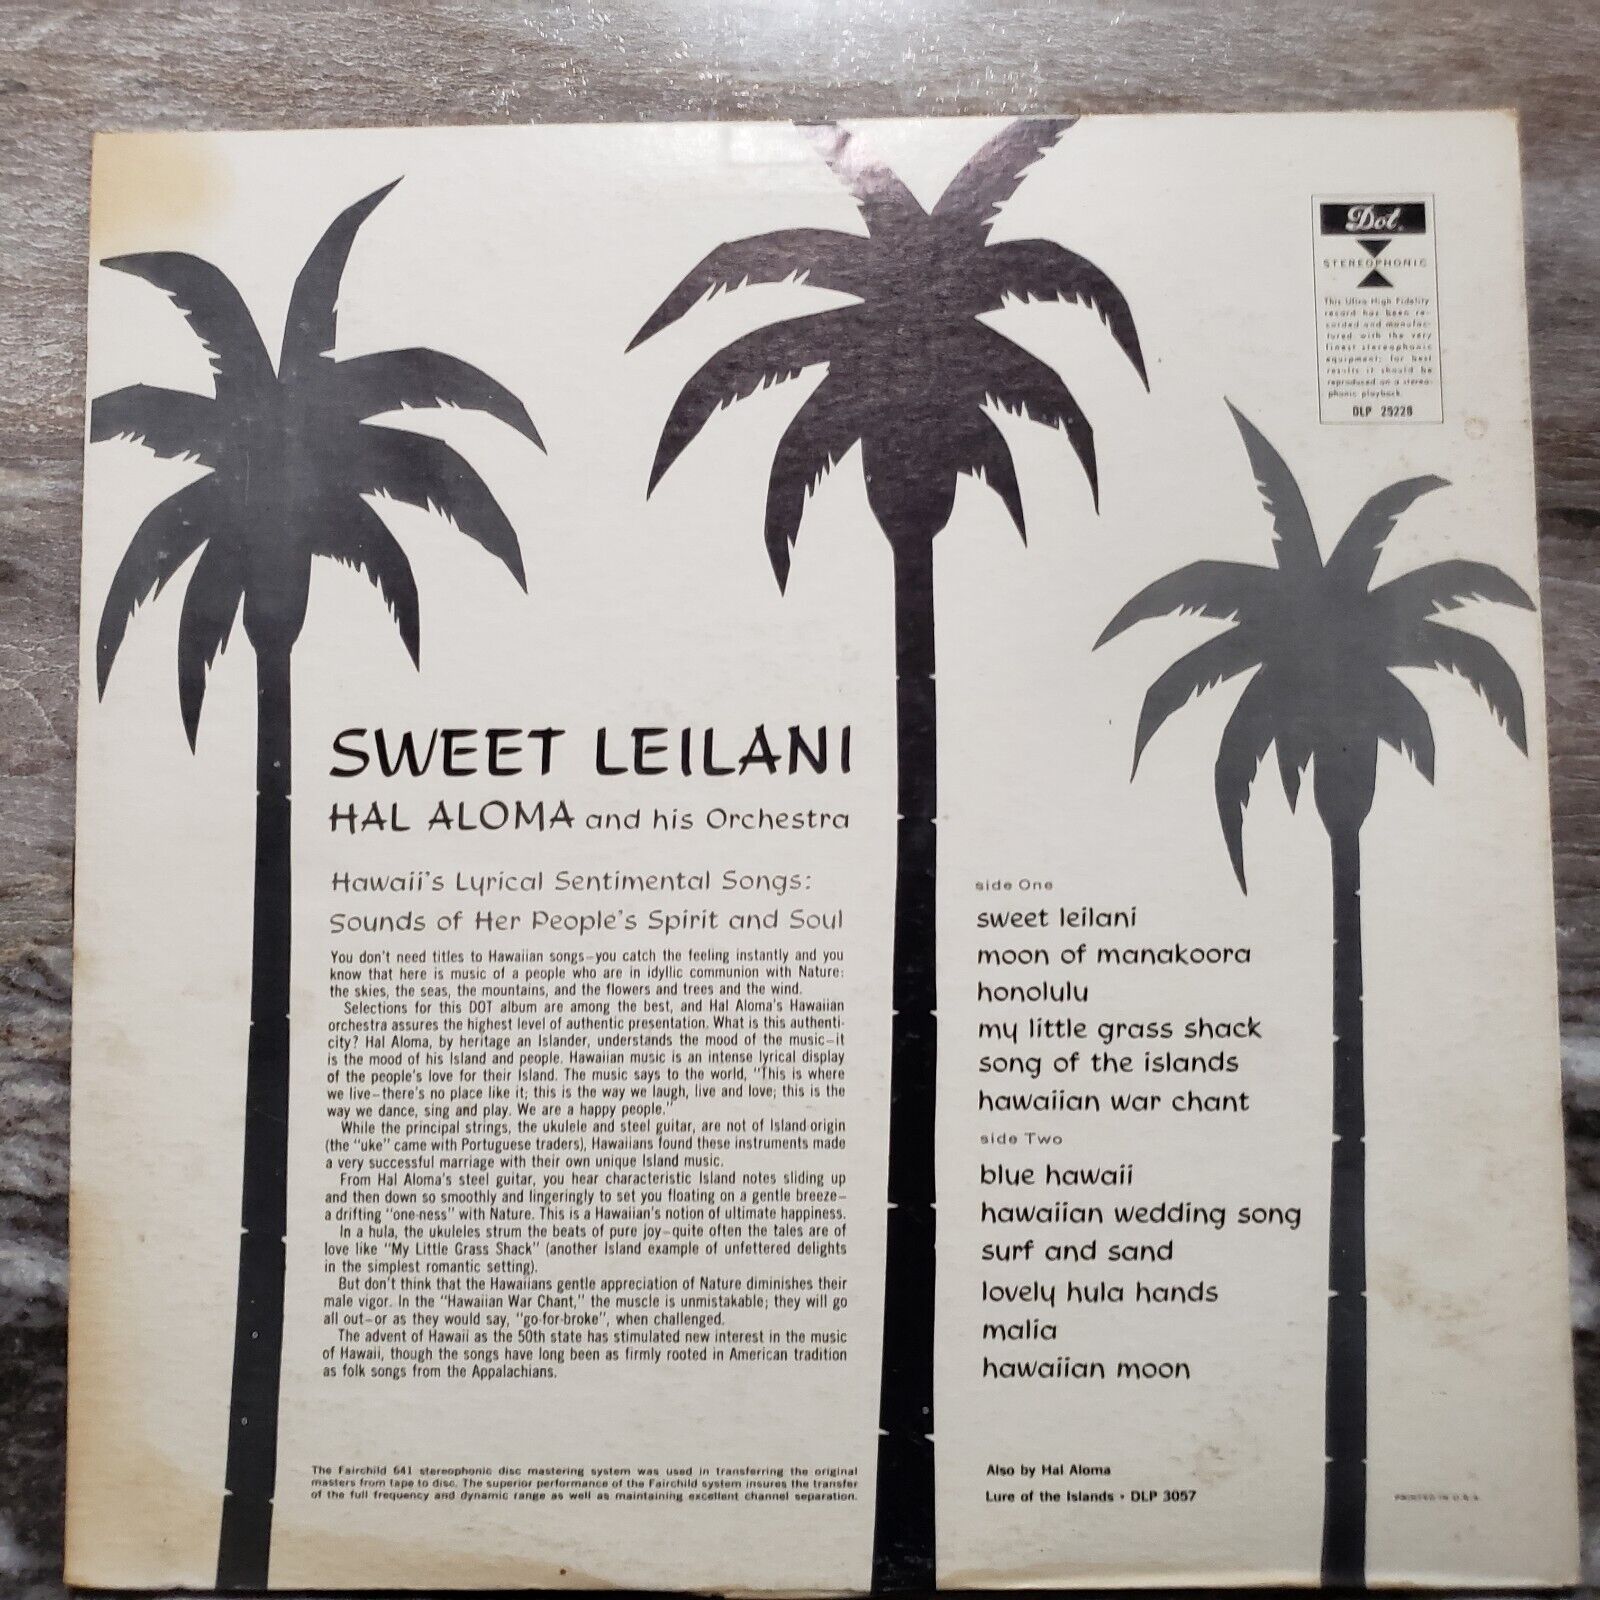 Dot.
STEREOPHONIC
This Ultra High Fidelity
record has been re-
corded and manufac-
tured with the very
finest stereophonic
equipment; for best
results it should be
reproduced on a stereo-
phonic playback.
DLP 25228
SWEET LEILANI
HAL ALOMA and his Orchestra
Hawaii's Lyrical Sentimental Songs:
Sounds of Her People's Spirit and Soul
You don't need titles to Hawaiian songs—you catch the feeling instantly and you
know that here is music of a people who are in idyllic communion with Nature:
the skies, the seas, the mountains, and the flowers and trees and the wind.
Selections for this DOT album are among the best, and Hal Aloma's Hawaiian
orchestra assures the highest level of authentic presentation. What is this authenti-
city? Hal Aloma, by heritage an Islander, understands the mood of the music—it
is the mood of his Island and people. Hawaiian music is an intense lyrical display
of the people's love for their Island. The music says to the world, "This is where
we live—there's no place like it; this is the way we laugh, live and love; this is the
way we dance, sing and play. We are a happy people."
While the principal strings, the ukulele and steel guitar, are not of Island origin
(the "uke" came with Portuguese traders), Hawaiians found these instruments made
a very successful marriage with their own unique Island music.
From Hal Aloma's steel guitar, you hear characteristic Island notes sliding up
and then down so smoothly and lingeringly to set you floating on a gentle breeze—
a drifting "one-ness" with Nature. This is a Hawaiian's notion of ultimate happiness.
In a hula, the ukuleles strum the beats of pure joy—quite often the tales are of
love like "My Little Grass Shack" (another Island example of unfettered delights
in the simplest romantic setting).
But don't think that the Hawaiians gentle appreciation of Nature diminishes their
male vigor. In the "Hawaiian War Chant," the muscle is unmistakable; they will go
all out—or as they would say, "go-for-broke", when challenged.
The advent of Hawaii as the 50th state has stimulated new interest in the music
of Hawaii, though the songs have long been as firmly rooted in American tradition
as folk songs from the Appalachians.
The Fairchild 641 stereophonic disc mastering system was used in transferring the original
masters from tape to disc. The superior performance of the Fairchild system insures the transfer
of the full frequency and dynamic range as well as maintaining excellent channel separation.
side One
sweet leilani
moon of manakoora
honolulu
my little grass shack
song of the islands
hawaiian war chant
side Two
blue hawaii
hawaiian wedding song
surf and sand
lovely hula hands
malia
hawaiian moon
Also by Hal Aloma
Lure of the Islands • DLP 3057
PRINTED IN U.S.A.